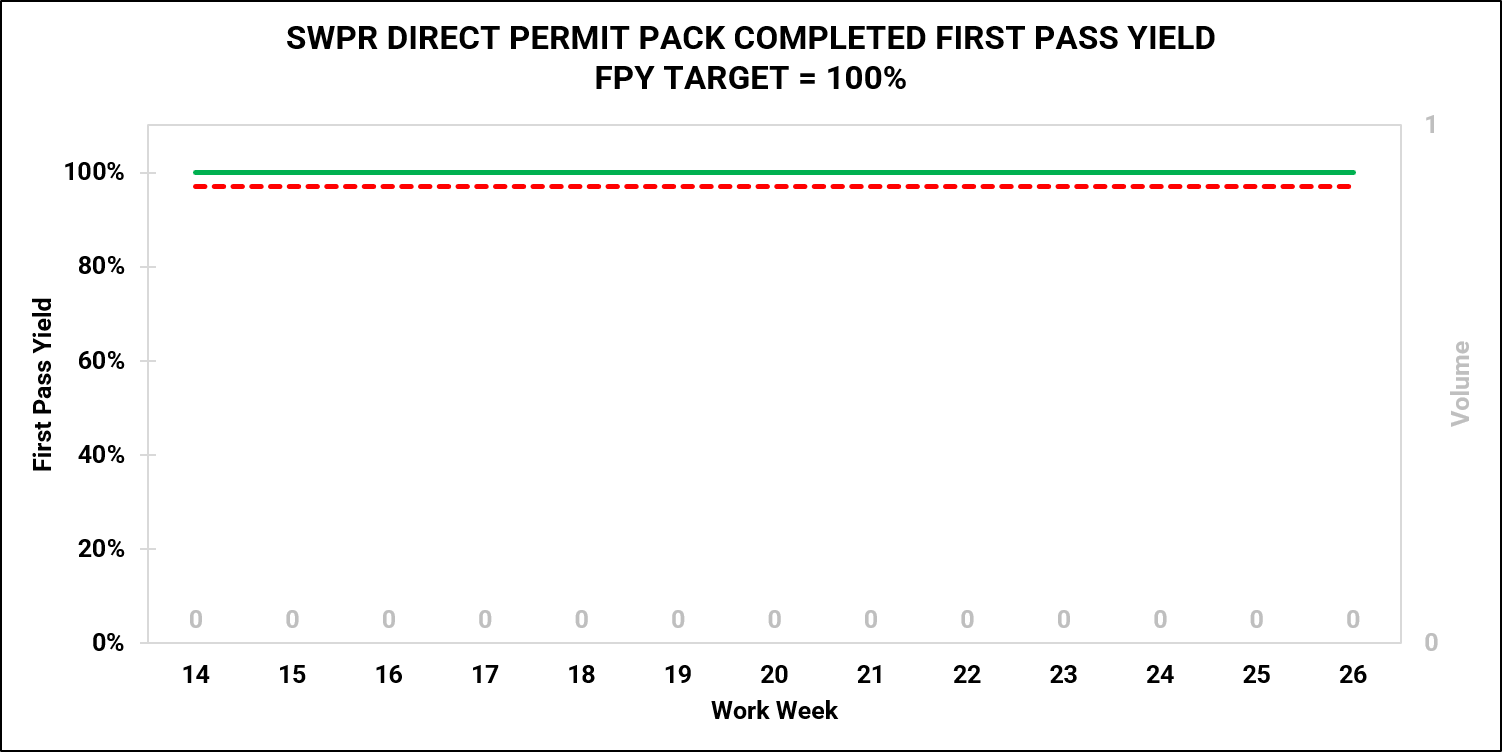 SWPR DIRECT PERMIT PACK COMPLETED FIRST PASS YIELD
FPY TARGET = 100%
1
100%
80%
60%
40%
20%
0%
First Pass Yield
Volume
0 0 0 0 0 0 0 0 0 0 0 0 0
0
14 15 16 17 18 19 20 21 22 23 24 25 26
Work Week